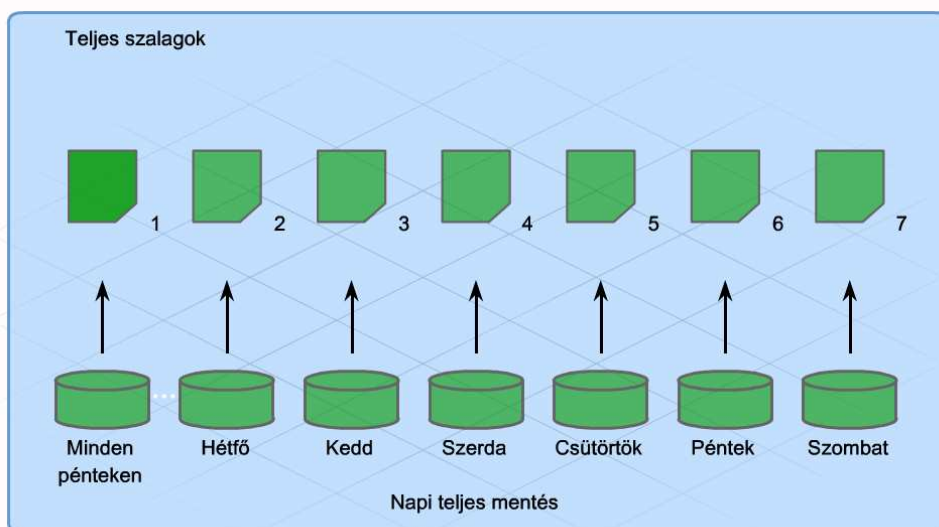 Teljes szalagok
1 2 3 4 5 6 7
Minden pénteken
Hétfő
Kedd
Szerda
Csütörtök
Péntek
Szombat
Napi teljes mentés